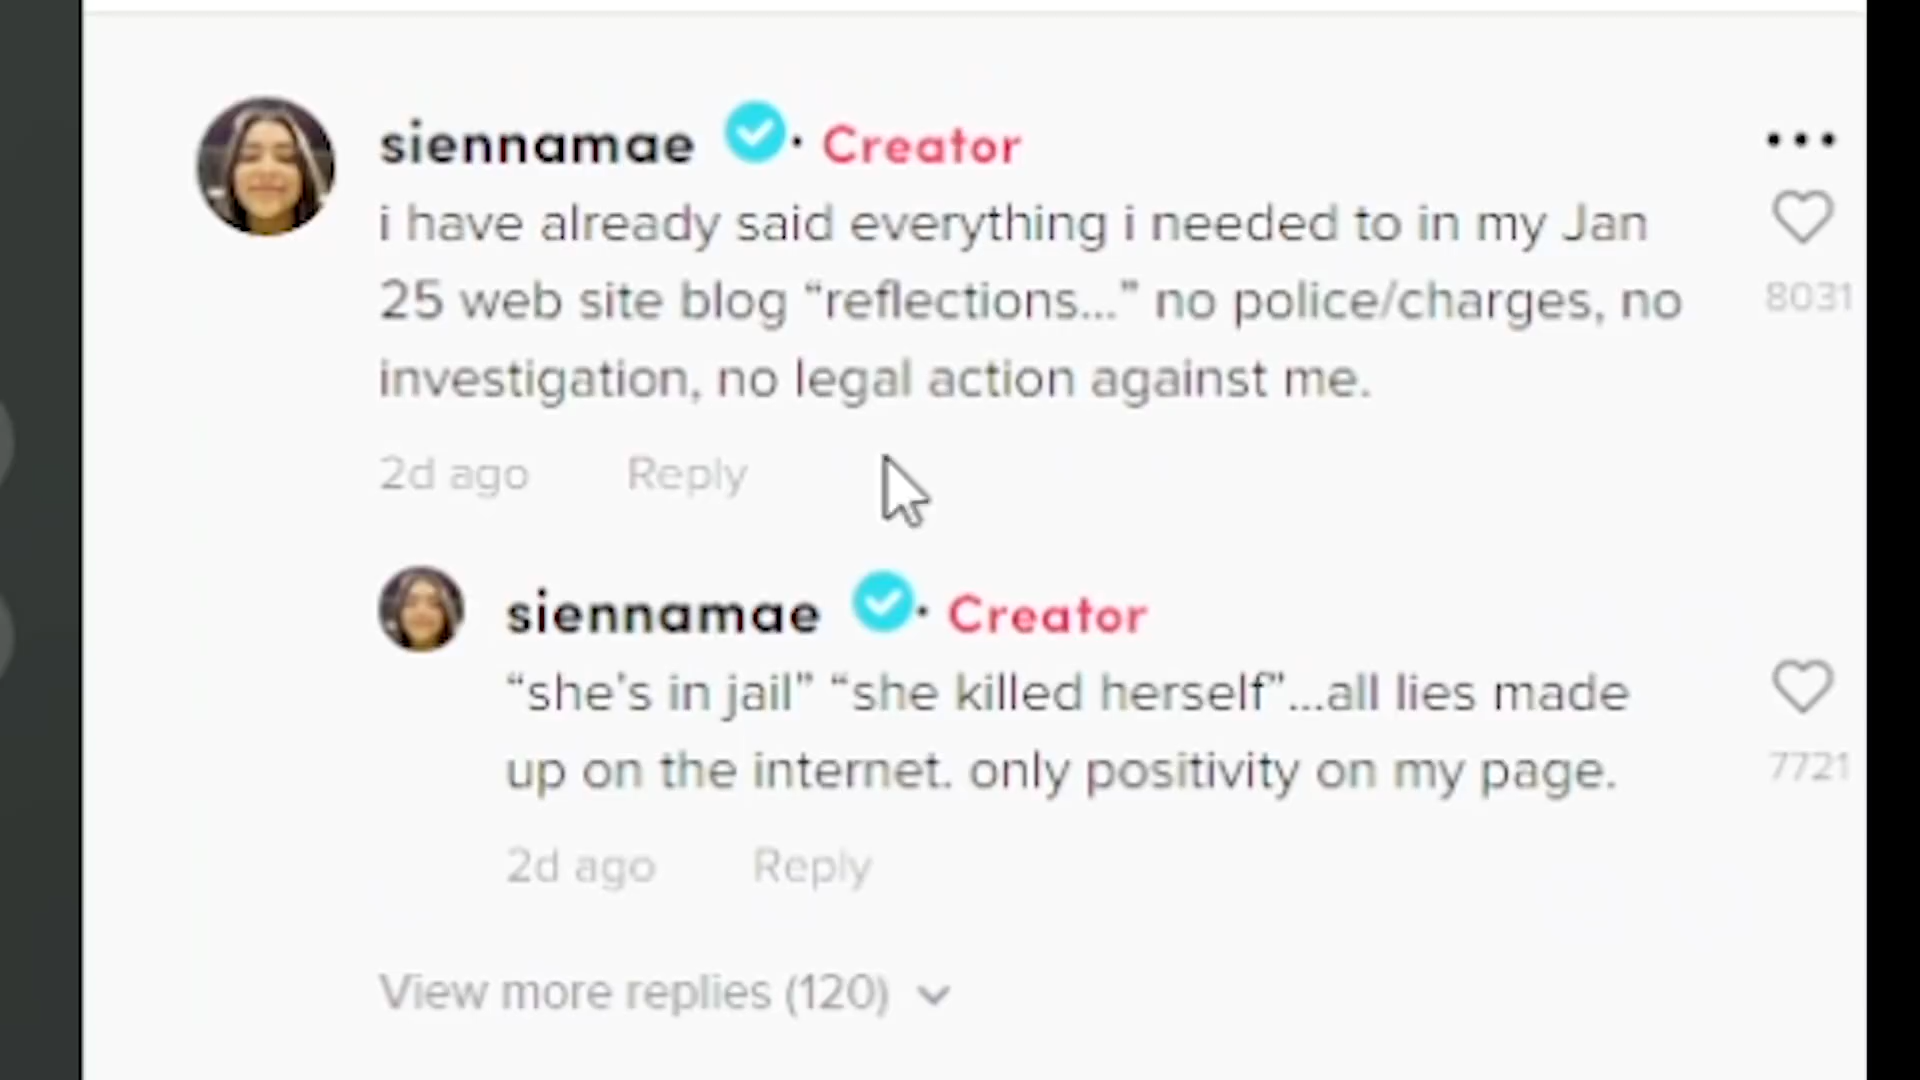 siennamae · Creator
i have already said everything i needed to in my Jan
25 web site blog “reflections...” no police/charges, no
investigation, no legal action against me.
8031
2d ago Reply
siennamae · Creator
“she's in jail” “she killed herself”...all lies made
up on the internet. only positivity on my page.
7721
2d ago Reply
View more replies (120)